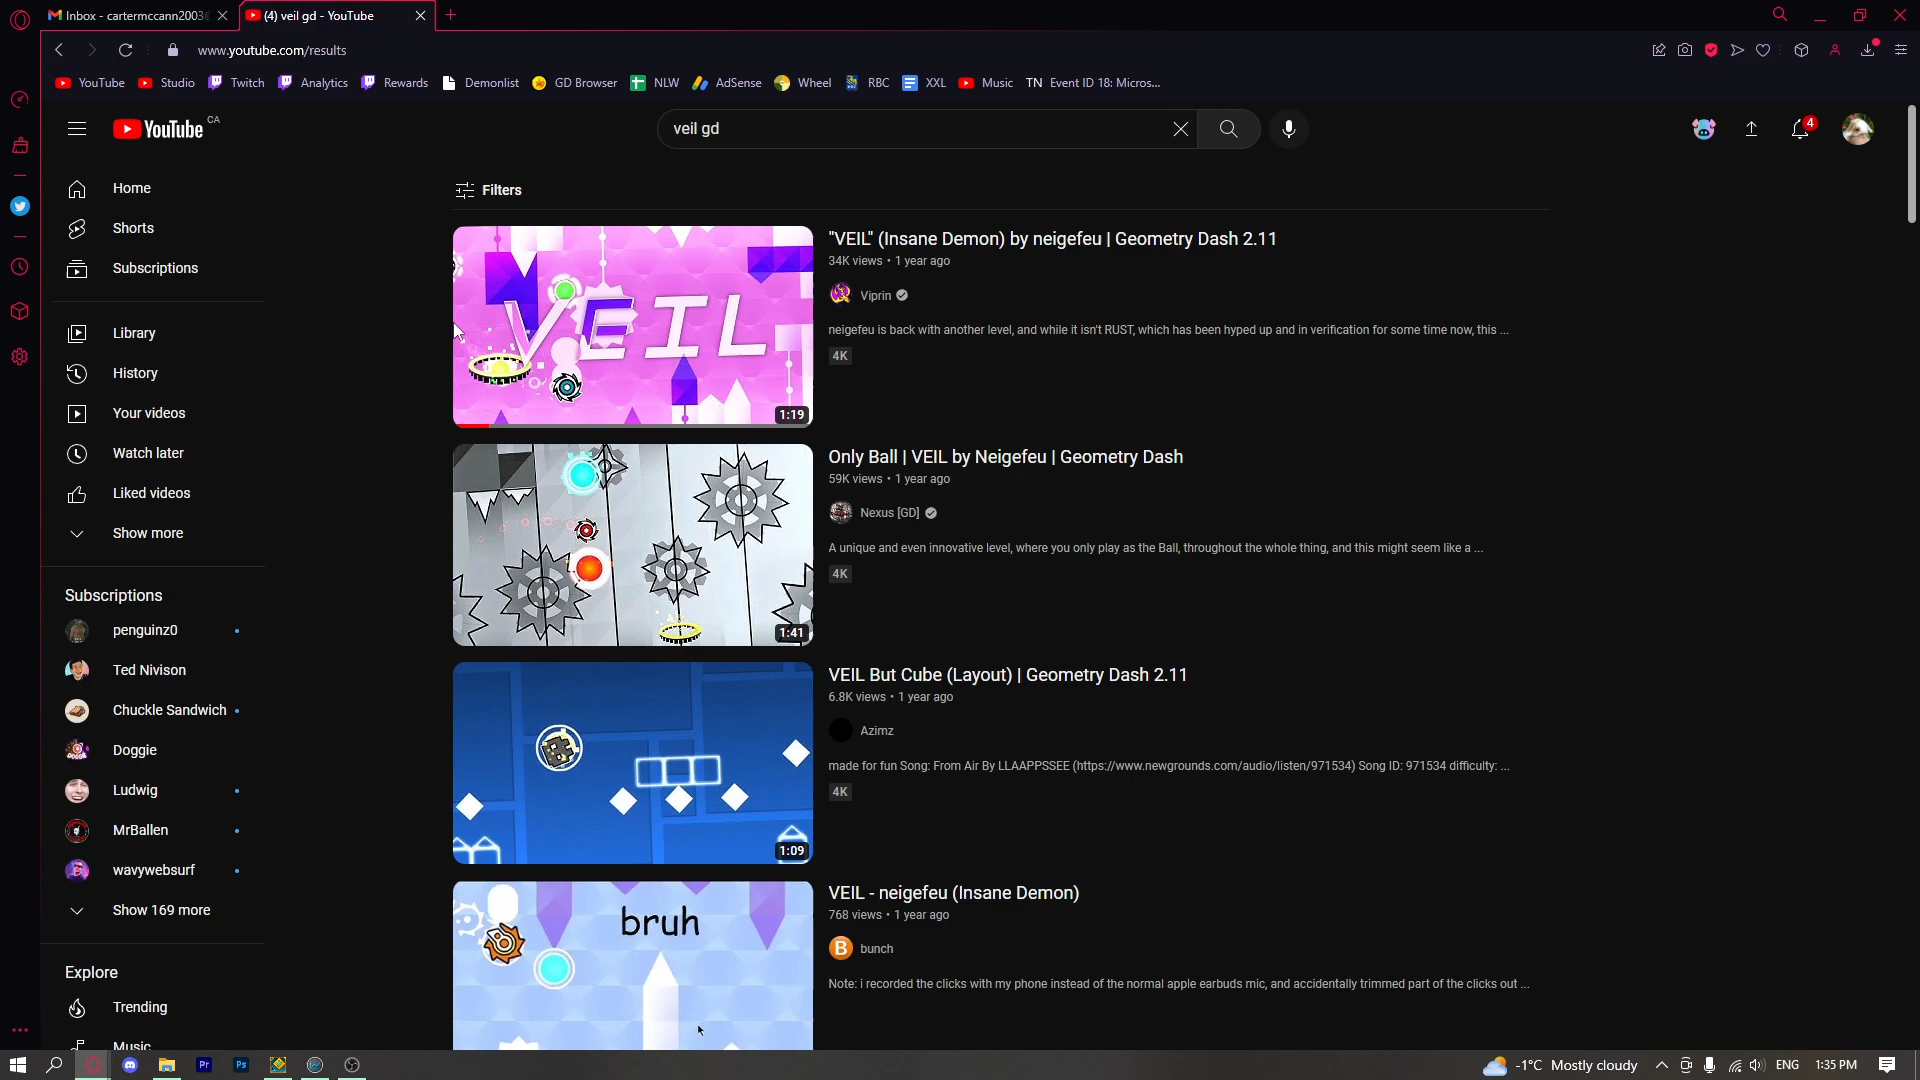 Inbox - cartermccann2003
(4) veil gd - YouTube
www.youtube.com/results
YouTube
Studio
Twitch
Analytics
Rewards
Demonlist
GD Browser
NLW
AdSense
Wheel
RBC
XXL
Music
TN Event ID 18: Micros...
YouTube CA
veil gd
4
Home
Shorts
Subscriptions
Library
History
Your videos
Watch later
Liked videos
Show more
Subscriptions
penguinz0
Ted Nivison
Chuckle Sandwich
Doggie
Ludwig
MrBallen
wavywebsurf
Show 169 more
Explore
Trending
Music
Filters
VEIL
1:19
"VEIL" (Insane Demon) by neigefeu | Geometry Dash 2.11
34K views • 1 year ago
Viprin
neigefeu is back with another level, and while it isn't RUST, which has been hyped up and in verification for some time now, this ...
4K
1:41
Only Ball | VEIL by Neigefeu | Geometry Dash
59K views • 1 year ago
Nexus [GD]
A unique and even innovative level, where you only play as the Ball, throughout the whole thing, and this might seem like a ...
4K
1:09
VEIL But Cube (Layout) | Geometry Dash 2.11
6.8K views • 1 year ago
Azimz
made for fun Song: From Air By LLAAPPSSEE (https://www.newgrounds.com/audio/listen/971534) Song ID: 971534 difficulty: ...
4K
bruh
VEIL - neigefeu (Insane Demon)
768 views • 1 year ago
B bunch
Note: i recorded the clicks with my phone instead of the normal apple earbuds mic, and accidentally trimmed part of the clicks out ...
Pr
Ps
-1°C Mostly cloudy
ENG
1:35 PM